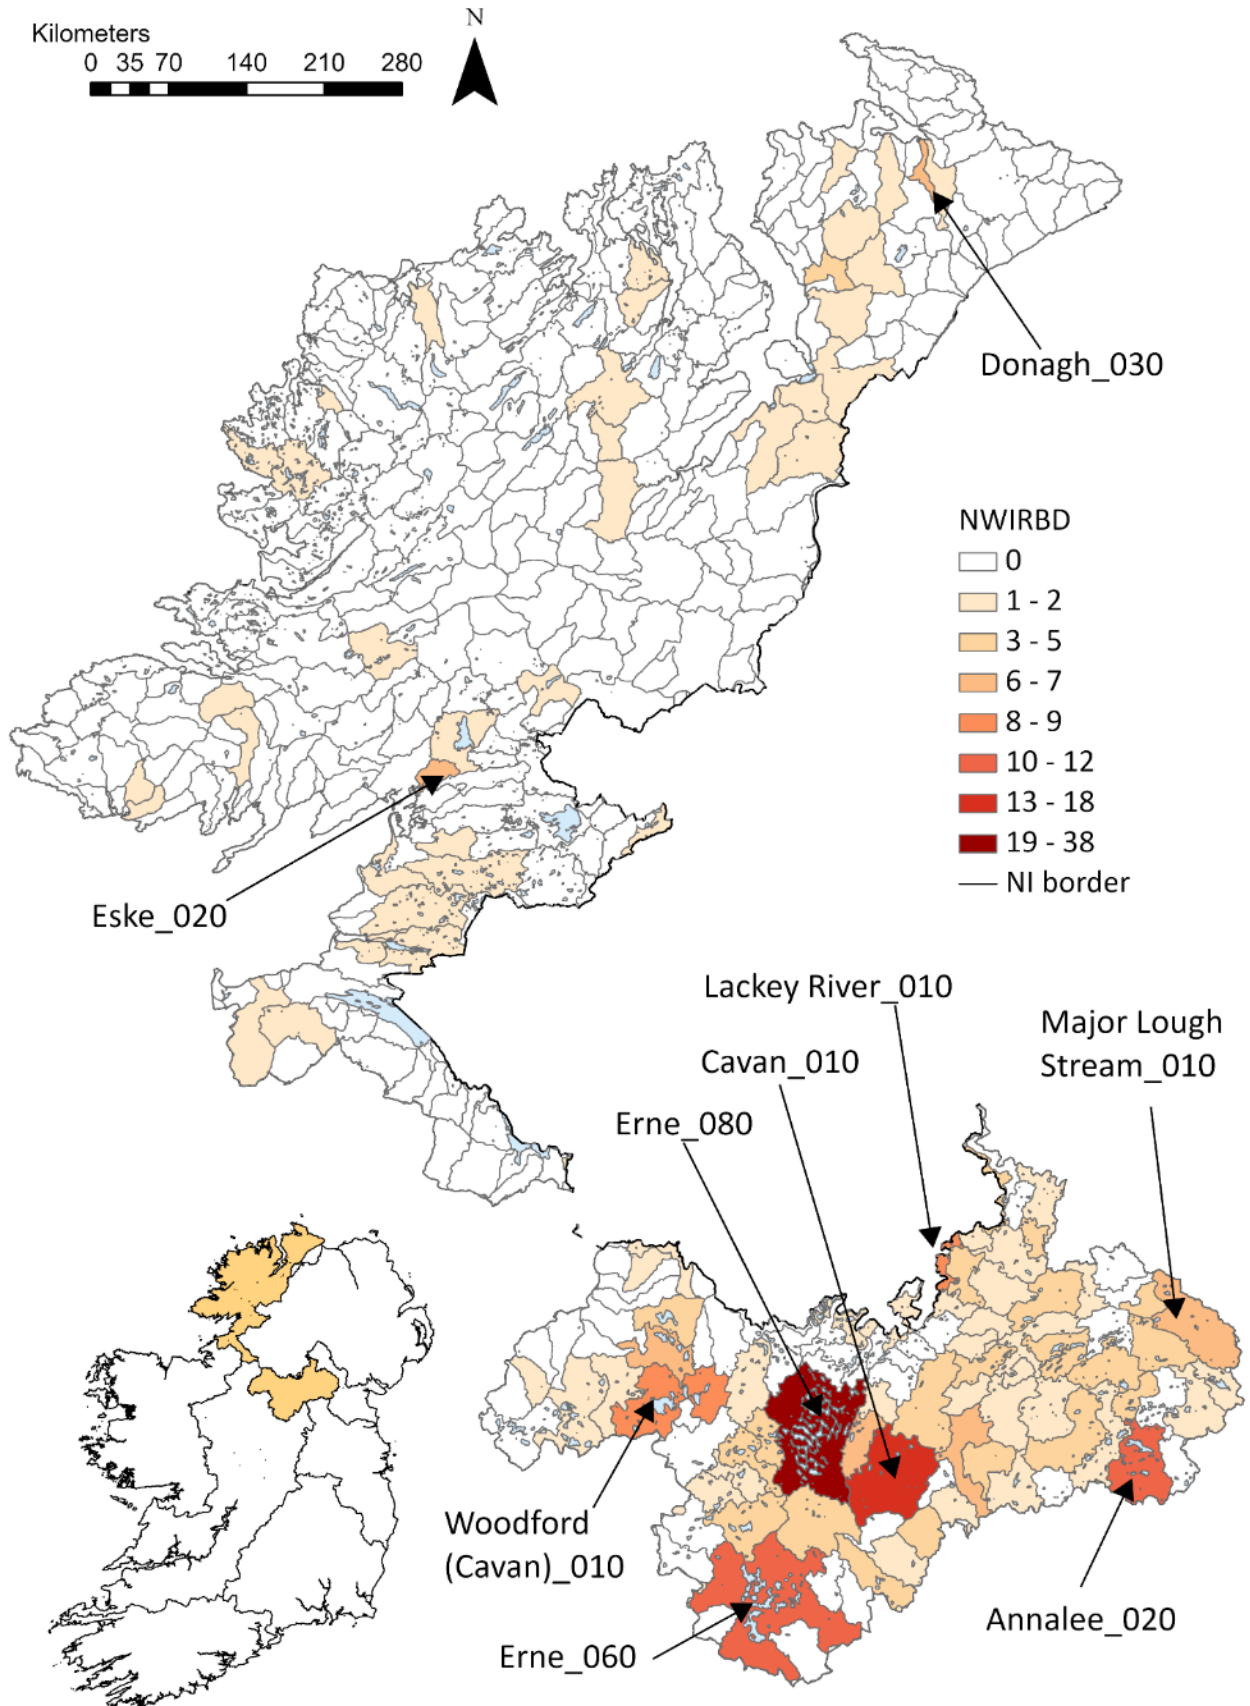 Kilometers
0 35 70 140 210 280
N
Donagh_030
NWIRBD
0
1 - 2
3 - 5
6 - 7
8 - 9
10 - 12
13 - 18
19 - 38
NI border
Eske_020
Lackey River_010
Major Lough
Stream_010
Cavan_010
Erne_080
Woodford
(Cavan)_010
Annalee_020
Erne_060